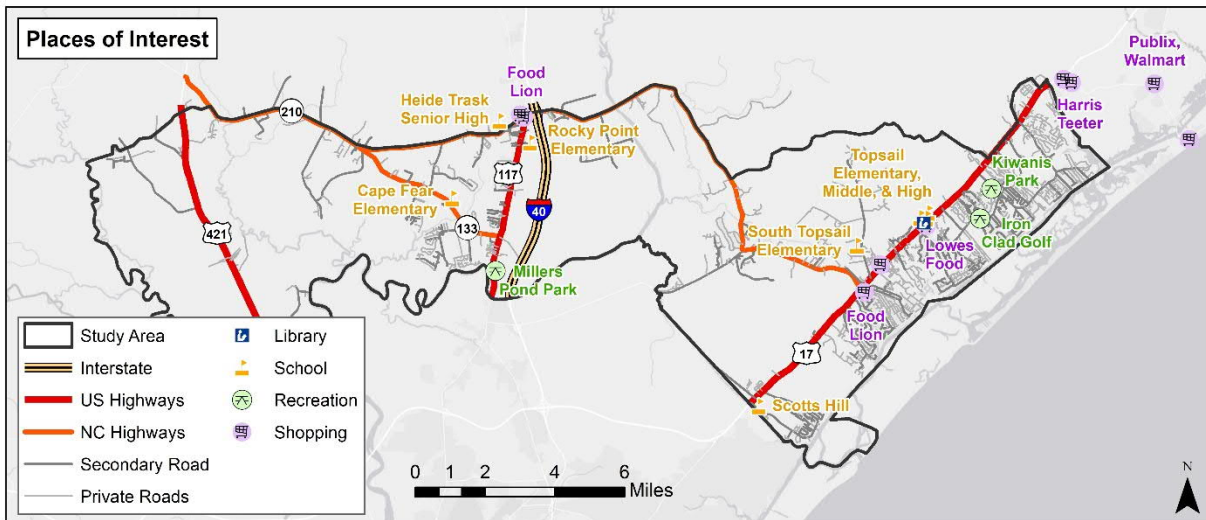 Places of Interest
Publix,
Walmart
Food
Lion
Harris
Teeter
Heide Trask
Senior High
210
Rocky Point
Elementary
Topsail
Elementary,
Middle, & High
Kiwanis
Park
117
Cape Fear
Elementary
40
421
133
Iron
Clad Golf
South Topsail
Elementary
Lowes
Food
Millers
Pond Park
Food
Lion
17
Scotts Hill
Study Area
Interstate
US Highways
NC Highways
Secondary Road
Private Roads
Library
School
Recreation
Shopping
0 1 2 4 6
Miles
N